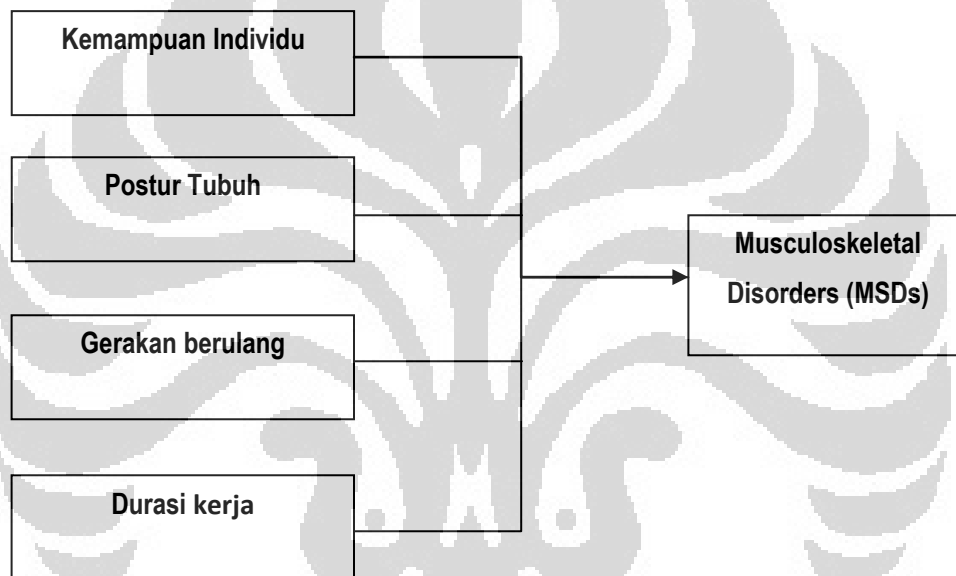 Kemampuan Individu
Postur Tubuh
Gerakan berulang
Durasi kerja
Musculoskeletal
Disorders (MSDs)